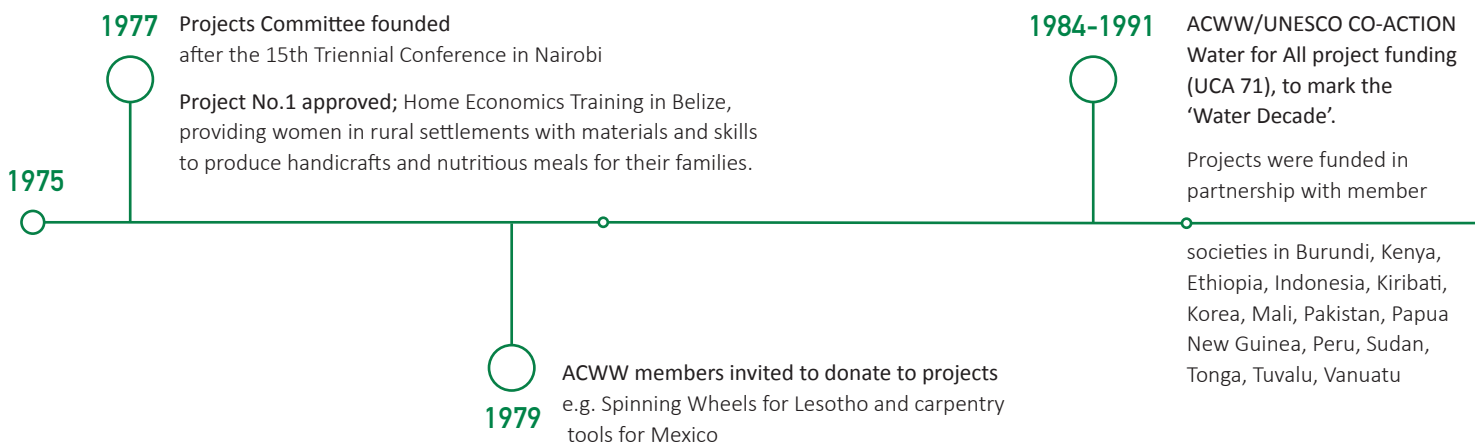 1975
1977
Projects Committee founded
after the 15th Triennial Conference in Nairobi
Project No.1 approved; Home Economics Training in Belize,
providing women in rural settlements with materials and skills
to produce handicrafts and nutritious meals for their families.
1979
ACWW members invited to donate to projects
e.g. Spinning Wheels for Lesotho and carpentry
tools for Mexico
1984-1991
ACWW/UNESCO CO-ACTION
Water for All project funding
(UCA 71), to mark the
‘Water Decade’.
Projects were funded in
partnership with member
societies in Burundi, Kenya,
Ethiopia, Indonesia, Kiribati,
Korea, Mali, Pakistan, Papua
New Guinea, Peru, Sudan,
Tonga, Tuvalu, Vanuatu